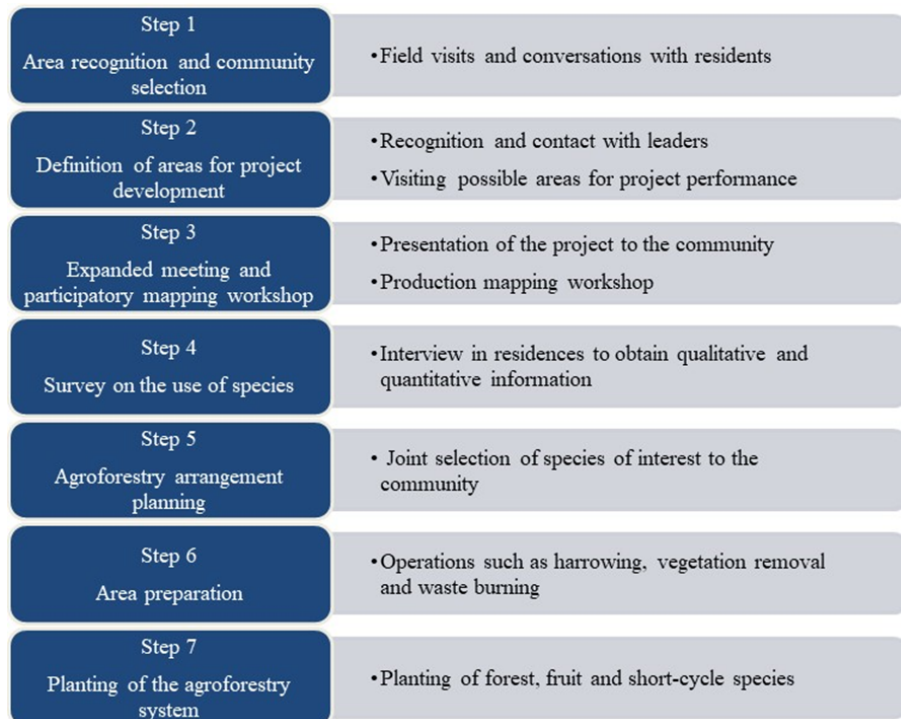 Step 1
Area recognition and community
selection
•Field visits and conversations with residents
Step 2
Definition of areas for project
development
•Recognition and contact with leaders
•Visiting possible areas for project performance
Step 3
Expanded meeting and
participatory mapping workshop
•Presentation of the project to the community
•Production mapping workshop
Step 4
Survey on the use of species
•Interview in residences to obtain qualitative and
quantitative information
Step 5
Agroforestry arrangement
planning
• Joint selection of species of interest to the
community
Step 6
Area preparation
•Operations such as harrowing, vegetation removal
and waste burning
Step 7
Planting of the agroforestry
system
•Planting of forest, fruit and short-cycle species